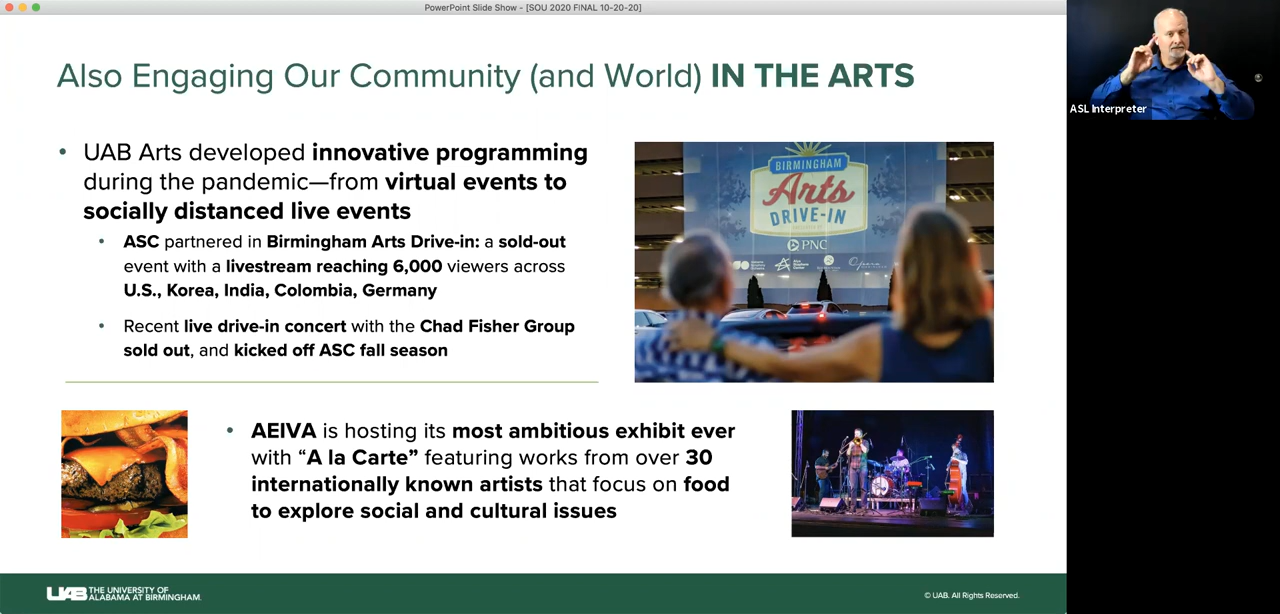 PowerPoint Slide Show - [SOU 2020 FINAL 10-20-20]
Also Engaging Our Community (and World) IN THE ARTS
• UAB Arts developed innovative programming
during the pandemic—from virtual events to
socially distanced live events
• ASC partnered in Birmingham Arts Drive-in: a sold-out
event with a livestream reaching 6,000 viewers across
U.S., Korea, India, Colombia, Germany
• Recent live drive-in concert with the Chad Fisher Group
sold out, and kicked off ASC fall season
BIRMINGHAM
Arts
DRIVE-IN
PNC
Opera
• AEIVA is hosting its most ambitious exhibit ever
with “A la Carte” featuring works from over 30
internationally known artists that focus on food
to explore social and cultural issues
UAB THE UNIVERSITY OF
ALABAMA AT BIRMINGHAM.
© UAB. All Rights Reserved.
ASL Interpreter